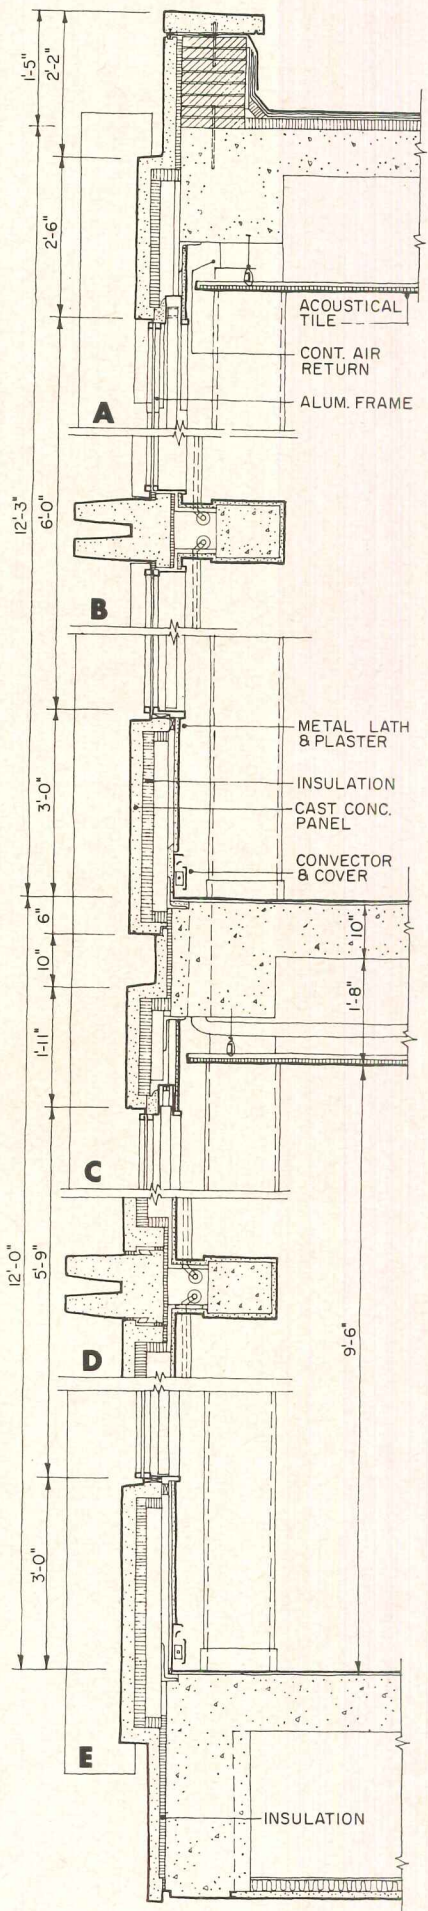 1'-5"
2'-2"
2'-6"
ACOUSTICAL
TILE
CONT. AIR
RETURN
ALUM. FRAME
A
12'-3"
6'-0"
B
METAL LATH
& PLASTER
INSULATION
CAST CONC.
PANEL
CONVECTOR
& COVER
3'-0"
6"
10"
10"
1'-8"
1'-11"
C
12'-0"
5'-9"
D
9'-6"
3'-0"
E
INSULATION